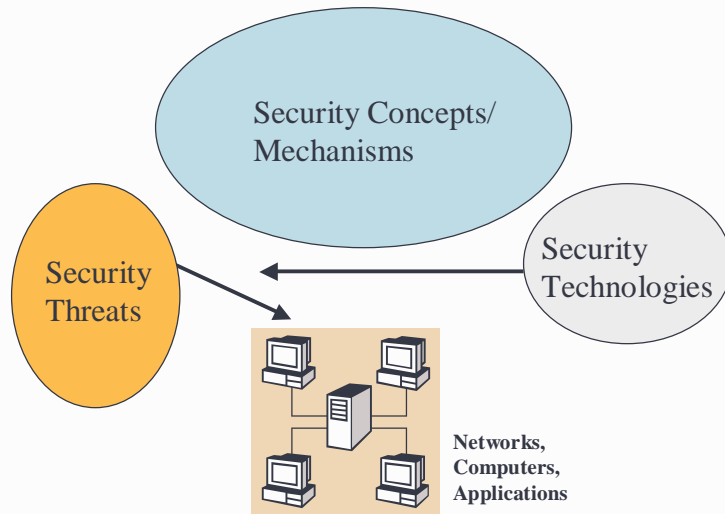 Security Concepts/
Mechanisms
Security
Threats
Security
Technologies
Networks,
Computers,
Applications